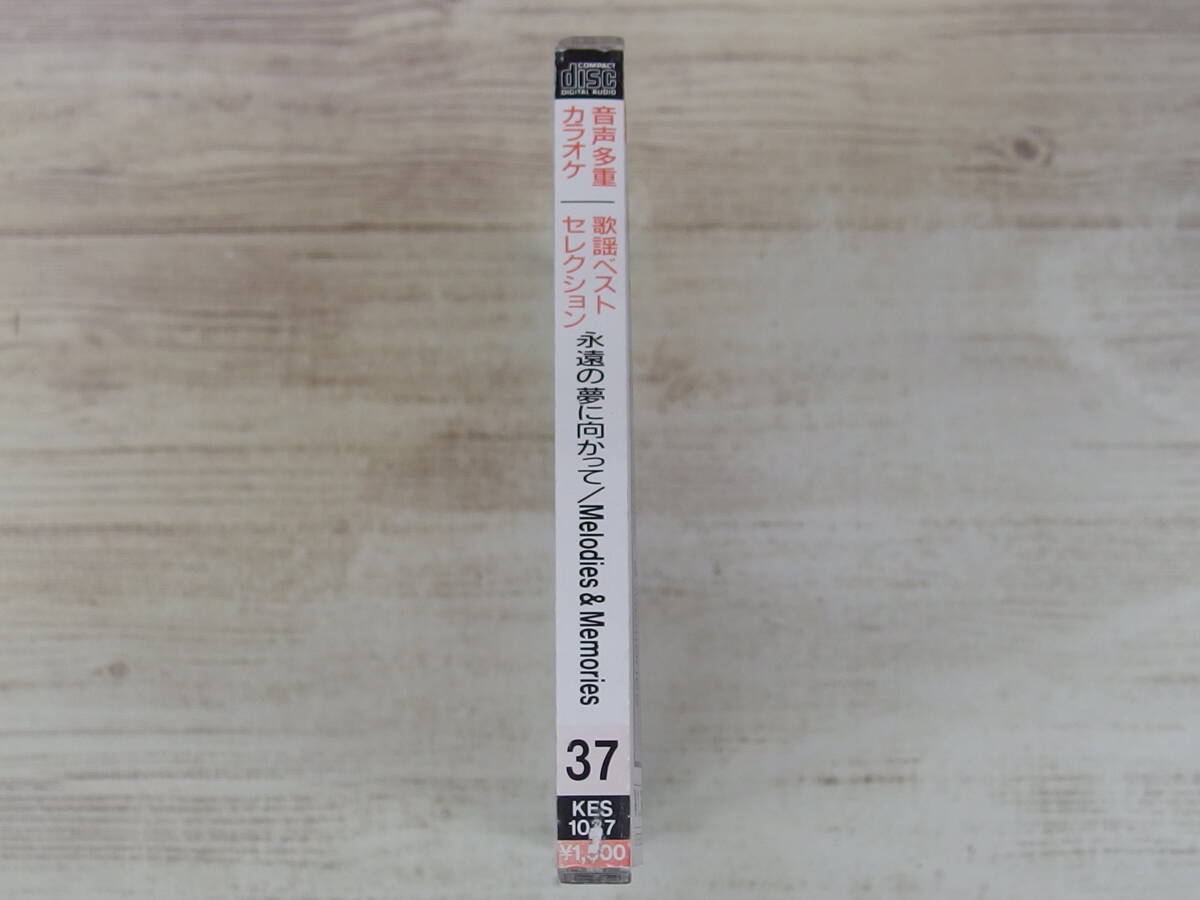 COMPACT
disc
DIGITAL AUDIO
音声多重
カラオケ
歌謡ベスト
セレクション
永遠の夢に向かって/Melodies & Memories
37
KES